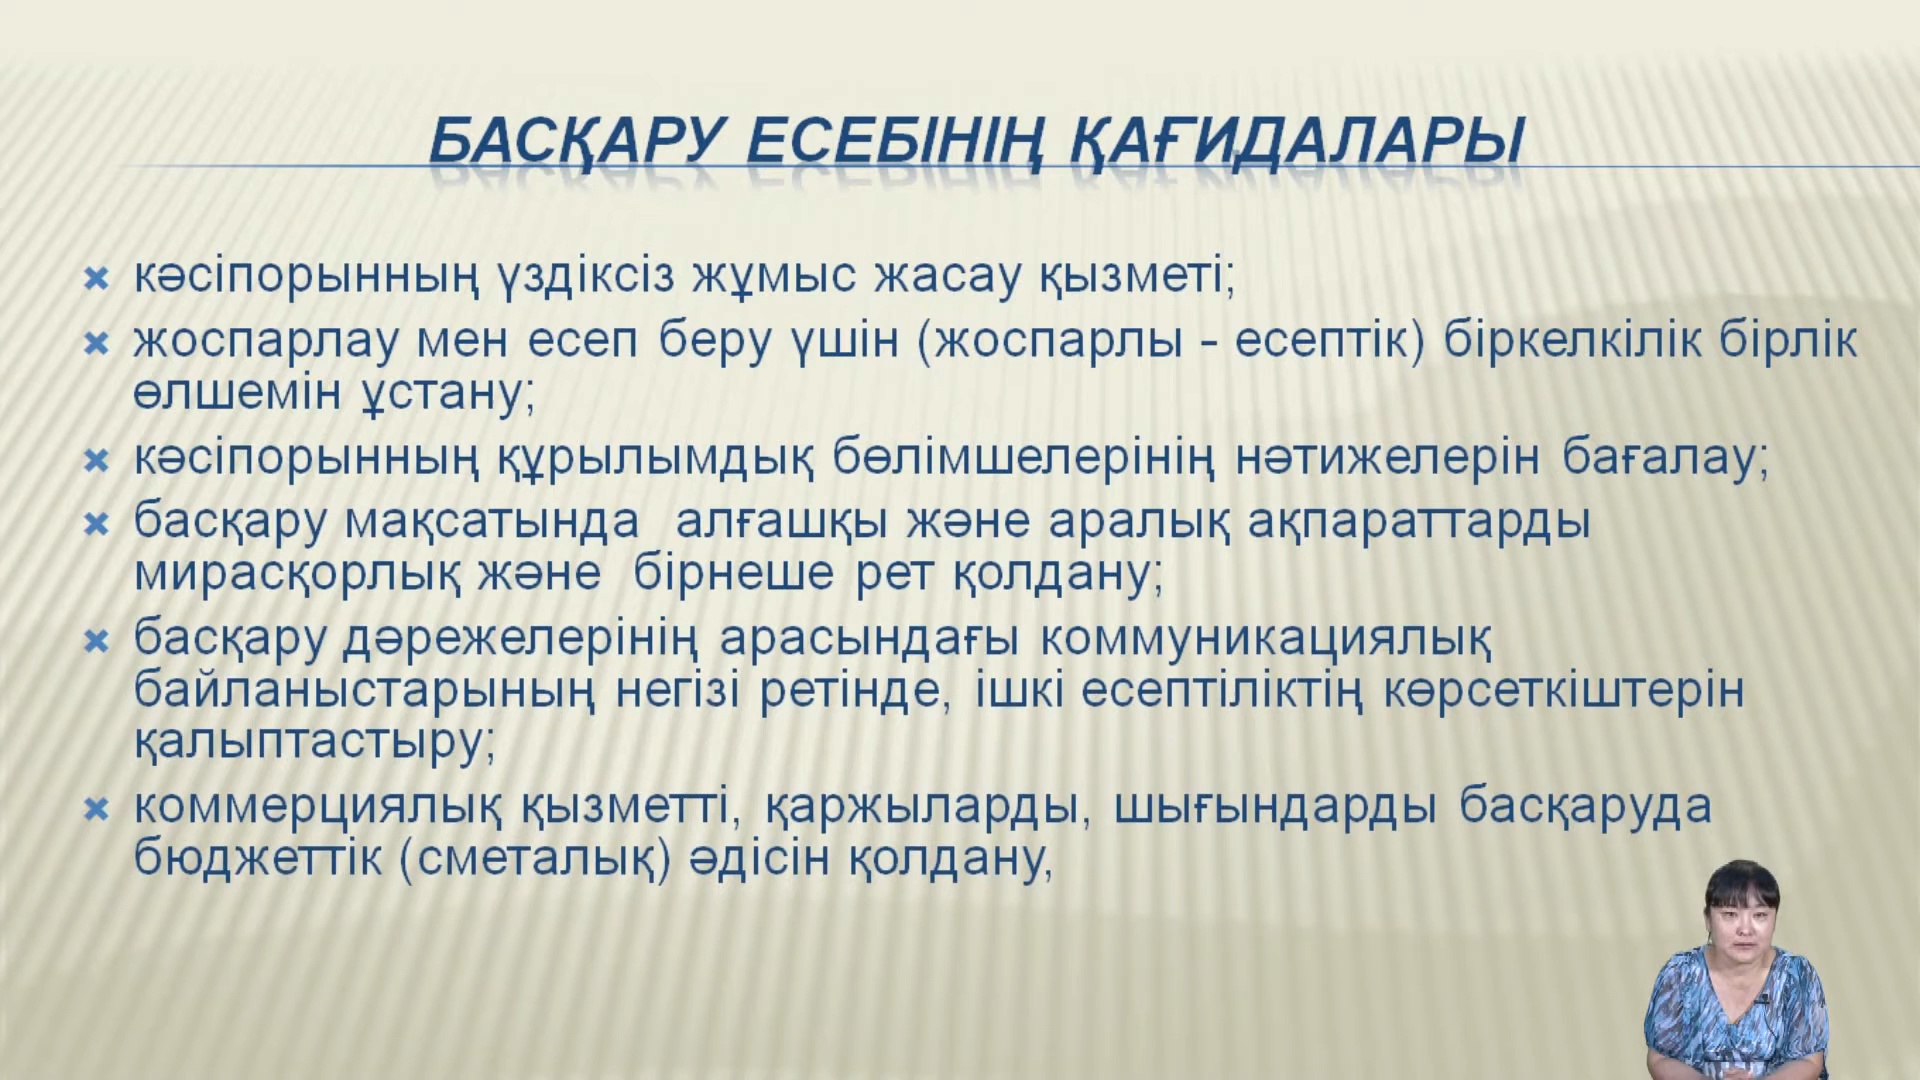 БАСҚАРУ ЕСЕБІНІҢ ҚАҒИДАЛАРЫ
кәсіпорынның үздіксіз жұмыс жасау қызметі;
жоспарлау мен есеп беру үшін (жоспарлы - есептік) біркелкілік бірлік
өлшемін ұстану;
кәсіпорынның құрылымдық бөлімшелерінің нәтижелерін бағалау;
басқару мақсатында алғашқы және аралық ақпараттарды
мирасқорлық және бірнеше рет қолдану;
басқару дәрежелерінің арасындағы коммуникациялық
байланыстарының негізі ретінде, ішкі есептіліктің көрсеткіштерін
қалыптастыру;
коммерциялық қызметті, қаржыларды, шығындарды басқаруда
бюджеттік (сметалық) әдісін қолдану,